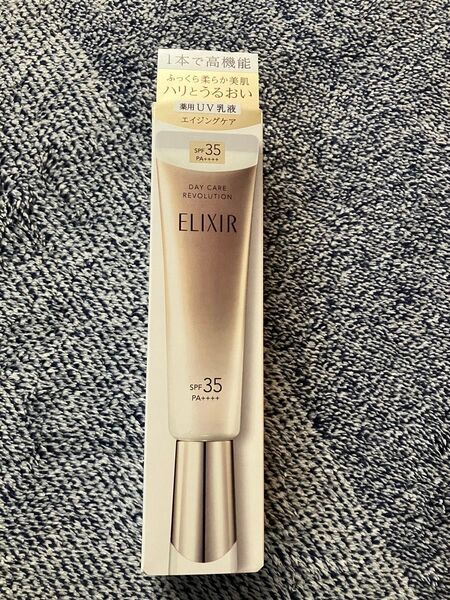 1本で高機能
ふっくら柔らか美肌
ハリとうるおい
薬用UV乳液
エイジングケア
SPF35
PA++++
DAY CARE
REVOLUTION
ELIXIR
SPF35
PA++++